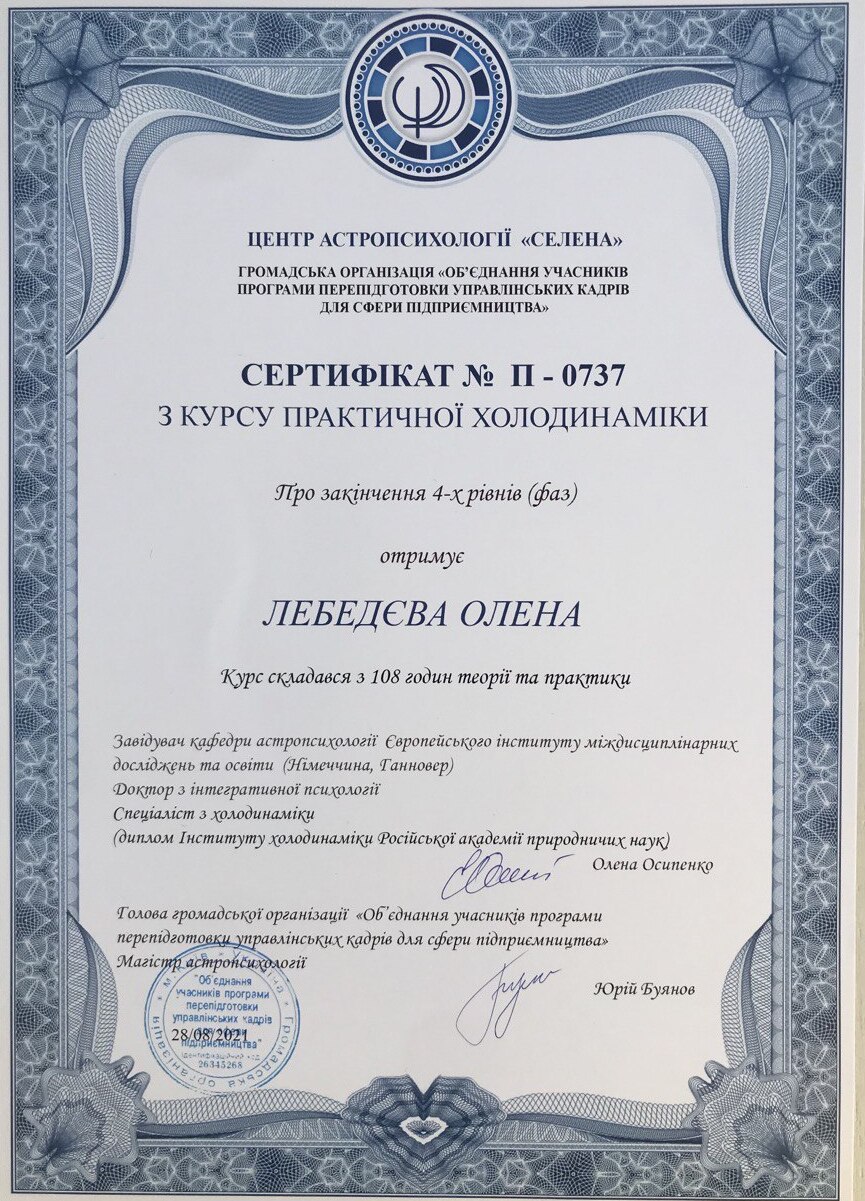 ЦЕНТР АСТРОПСИХОЛОГІЇ «СЕЛЕНА»
ГРОМАДСЬКА ОРГАНІЗАЦІЯ «ОБ’ЄДНАННЯ УЧАСНИКІВ
ПРОГРАМИ ПЕРЕПІДГОТОВКИ УПРАВЛІНСЬКИХ КАДРІВ
ДЛЯ СФЕРИ ПІДПРИЄМНИЦТВА»
СЕРТИФІКАТ № П - 0737
З КУРСУ ПРАКТИЧНОЇ ХОЛОДИНАМІКИ
Про закінчення 4-х рівнів (фаз)
отримує
ЛЕБЕДЄВА ОЛЕНА
Курс складався з 108 годин теорії та практики
Завідувач кафедри астропсихології Європейського інституту міждисциплінарних
досліджень та освіти (Німеччина, Ганновер)
Доктор з інтегративної психології
Спеціаліст з холодинаміки
(диплом Інституту холодинаміки Російської академії природничих наук)
Олена Осипенко
Голова громадської організації «Об’єднання учасників програми
перепідготовки управлінських кадрів для сфери підприємництва»
Магістр астропсихології
Юрій Буянов
28/08/2021
м. Київ * Україна * Громадська організація
"Об'єднання
учасників програми
перепідготовки
управлінських кадрів
для сфери
підприємництва"
Ідентифікаційний код
26345268